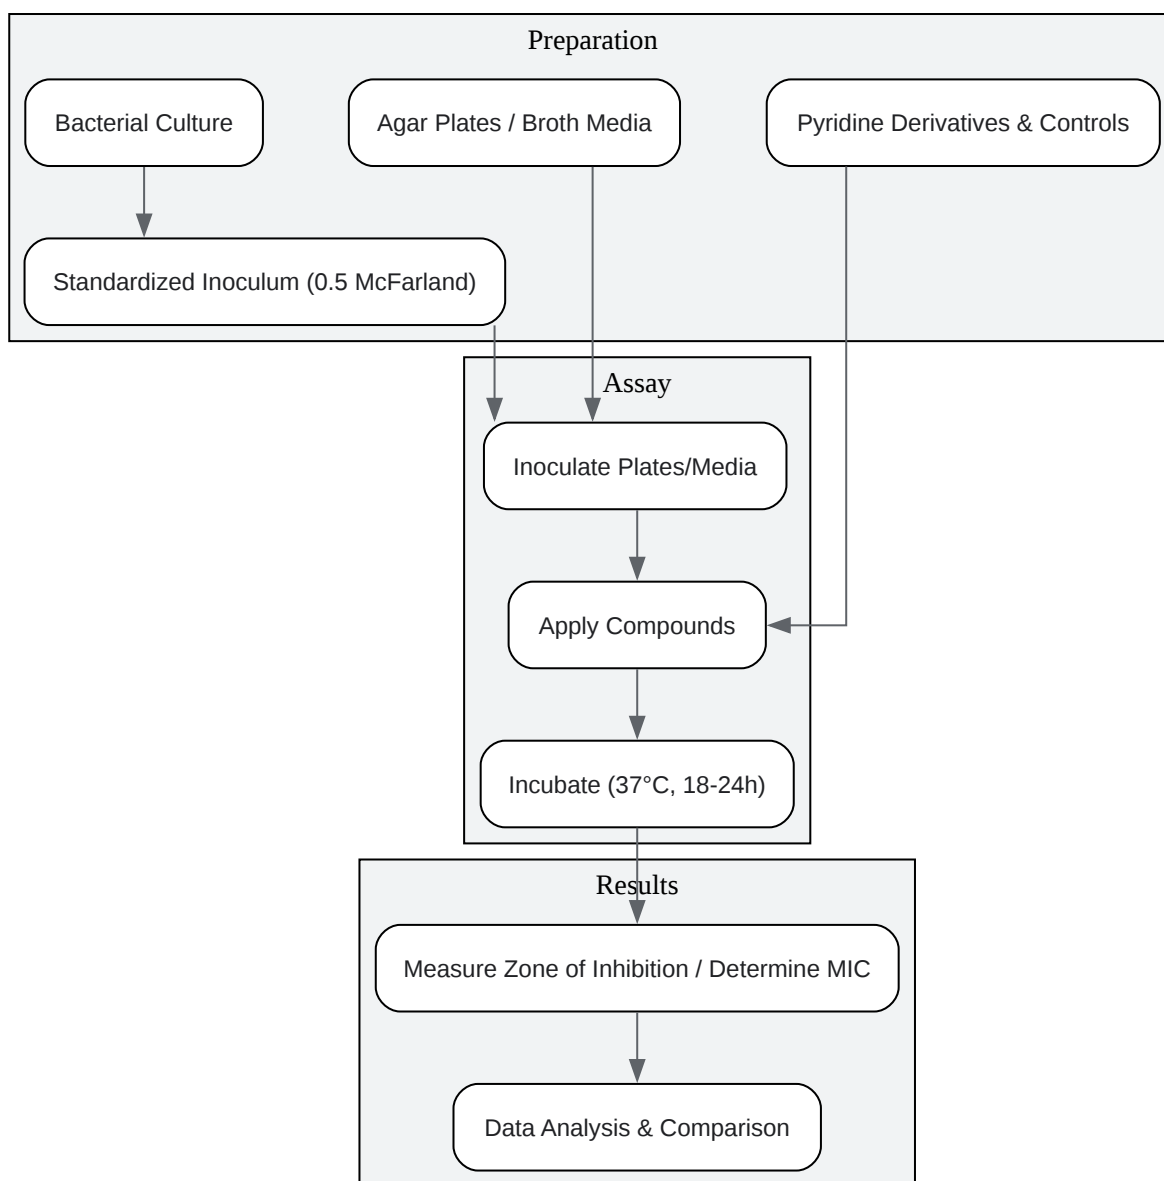 Preparation
Bacterial Culture
Agar Plates / Broth Media
Pyridine Derivatives & Controls
Standardized Inoculum (0.5 McFarland)
Assay
Inoculate Plates/Media
Apply Compounds
Incubate (37°C, 18-24h)
Results
Measure Zone of Inhibition / Determine MIC
Data Analysis & Comparison